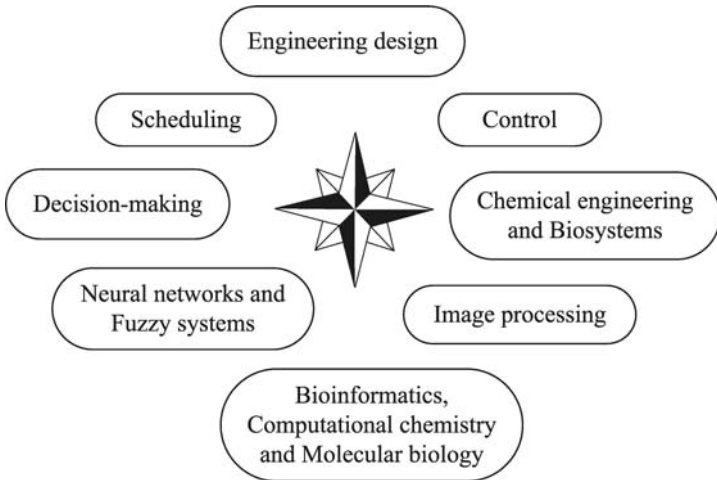 Engineering design
Scheduling
Control
Decision-making
Chemical engineering
and Biosystems
Neural networks and
Fuzzy systems
Image processing
Bioinformatics,
Computational chemistry
and Molecular biology